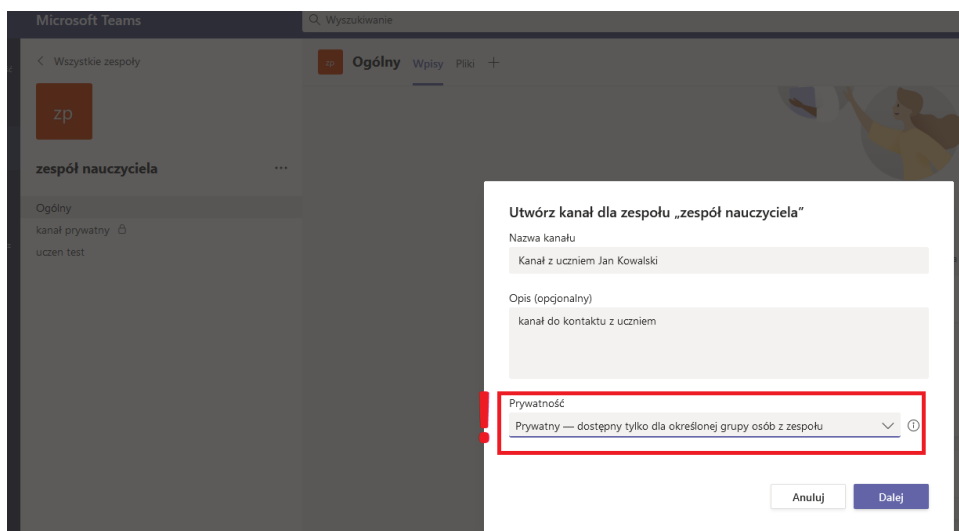 Microsoft Teams
Wyszukiwanie
Wszystkie zespoły
zp
Ogólny Wpisy Pliki +
zp
zespół nauczyciela ...
Ogólny
kanał prywatny
uczen test
Utwórz kanał dla zespołu „zespół nauczyciela”
Nazwa kanału
Kanał z uczniem Jan Kowalski
Opis (opcjonalny)
kanał do kontaktu z uczniem
!
Prywatność
Prywatny — dostępny tylko dla określonej grupy osób z zespołu
Anuluj Dalej